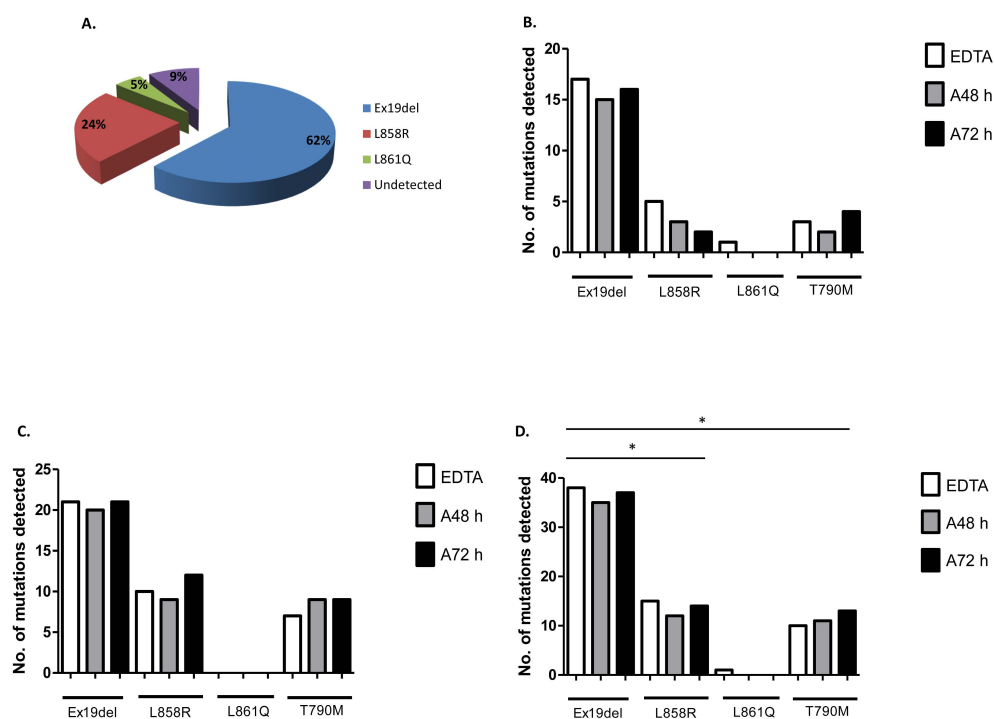 A.
9%
5%
24%
62%
Ex19del
L858R
L861Q
Undetected
B.
No. of mutations detected
20
15
10
5
0
Ex19del
L858R
L861Q
T790M
EDTA
A48 h
A72 h
C.
No. of mutations detected
25
20
15
10
5
0
Ex19del
L858R
L861Q
T790M
EDTA
A48 h
A72 h
D.
*
*
No. of mutations detected
40
30
20
10
0
Ex19del
L858R
L861Q
T790M
EDTA
A48 h
A72 h